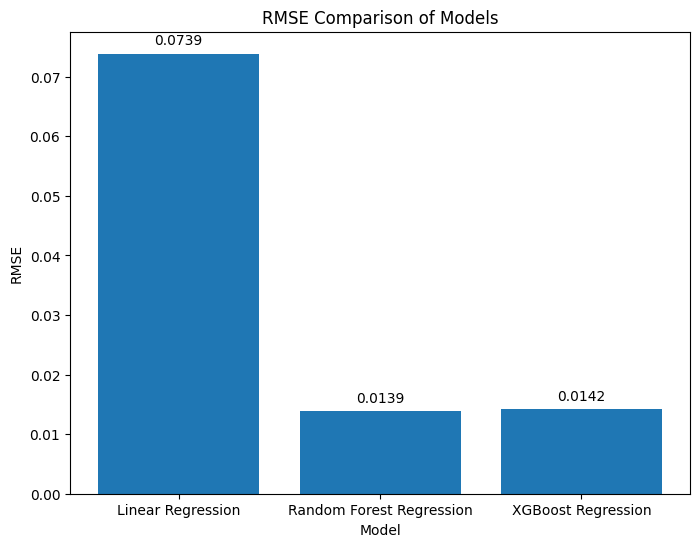 RMSE Comparison of Models
0.0739
0.07
0.06
0.05
0.04
0.03
0.02
0.01
0.00
RMSE
0.0139
0.0142
Linear Regression
Random Forest Regression
XGBoost Regression
Model